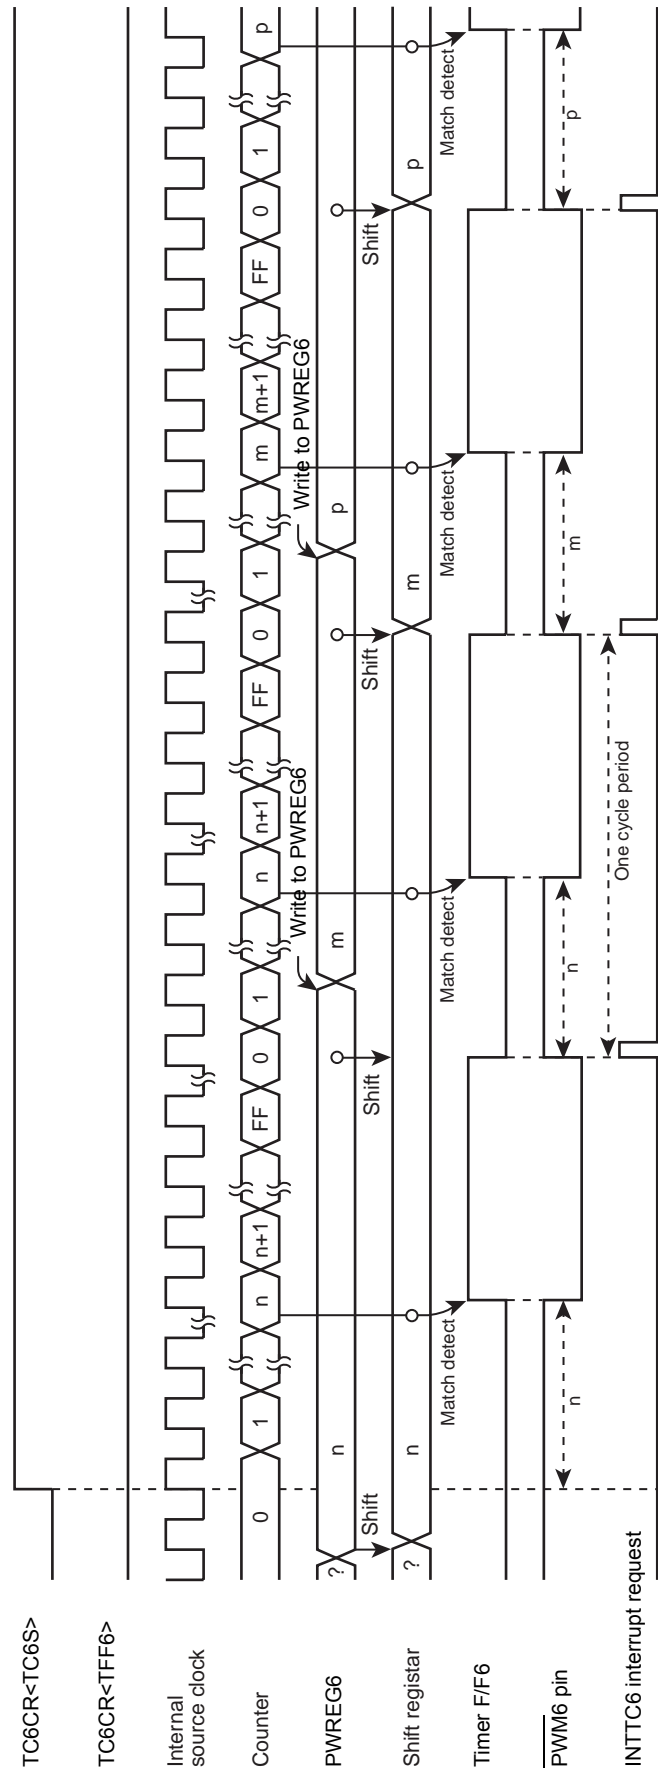 TC6CR<TC6S>
TC6CR<TFF6>
Internal
source clock
Counter 0 1 n n+1 FF 0 1 n n+1 FF 0 1 m m+1 FF 0 1 p
Write to PWREG6 Write to PWREG6
PWREG6 ? n m p
Shift Shift Shift Shift
Shift registar ? n m p
Match detect Match detect Match detect Match detect
Timer F/F6
PWM6 pin n n m p
One cycle period
INTTC6 interrupt request